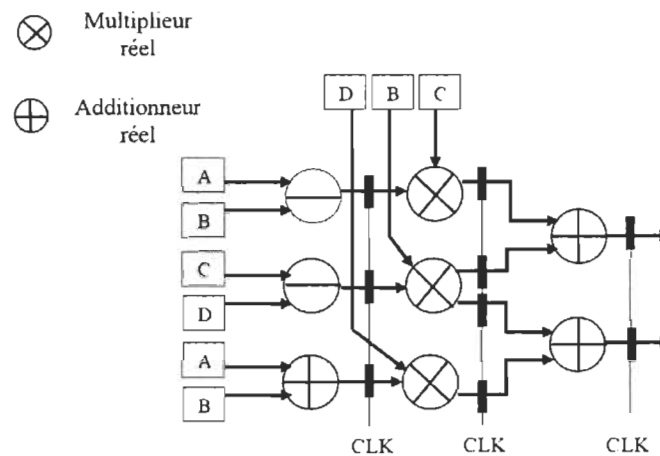 Multiplieur
réel
Additionneur
réel
D B C
A
B
C
D
A
B
CLK CLK CLK